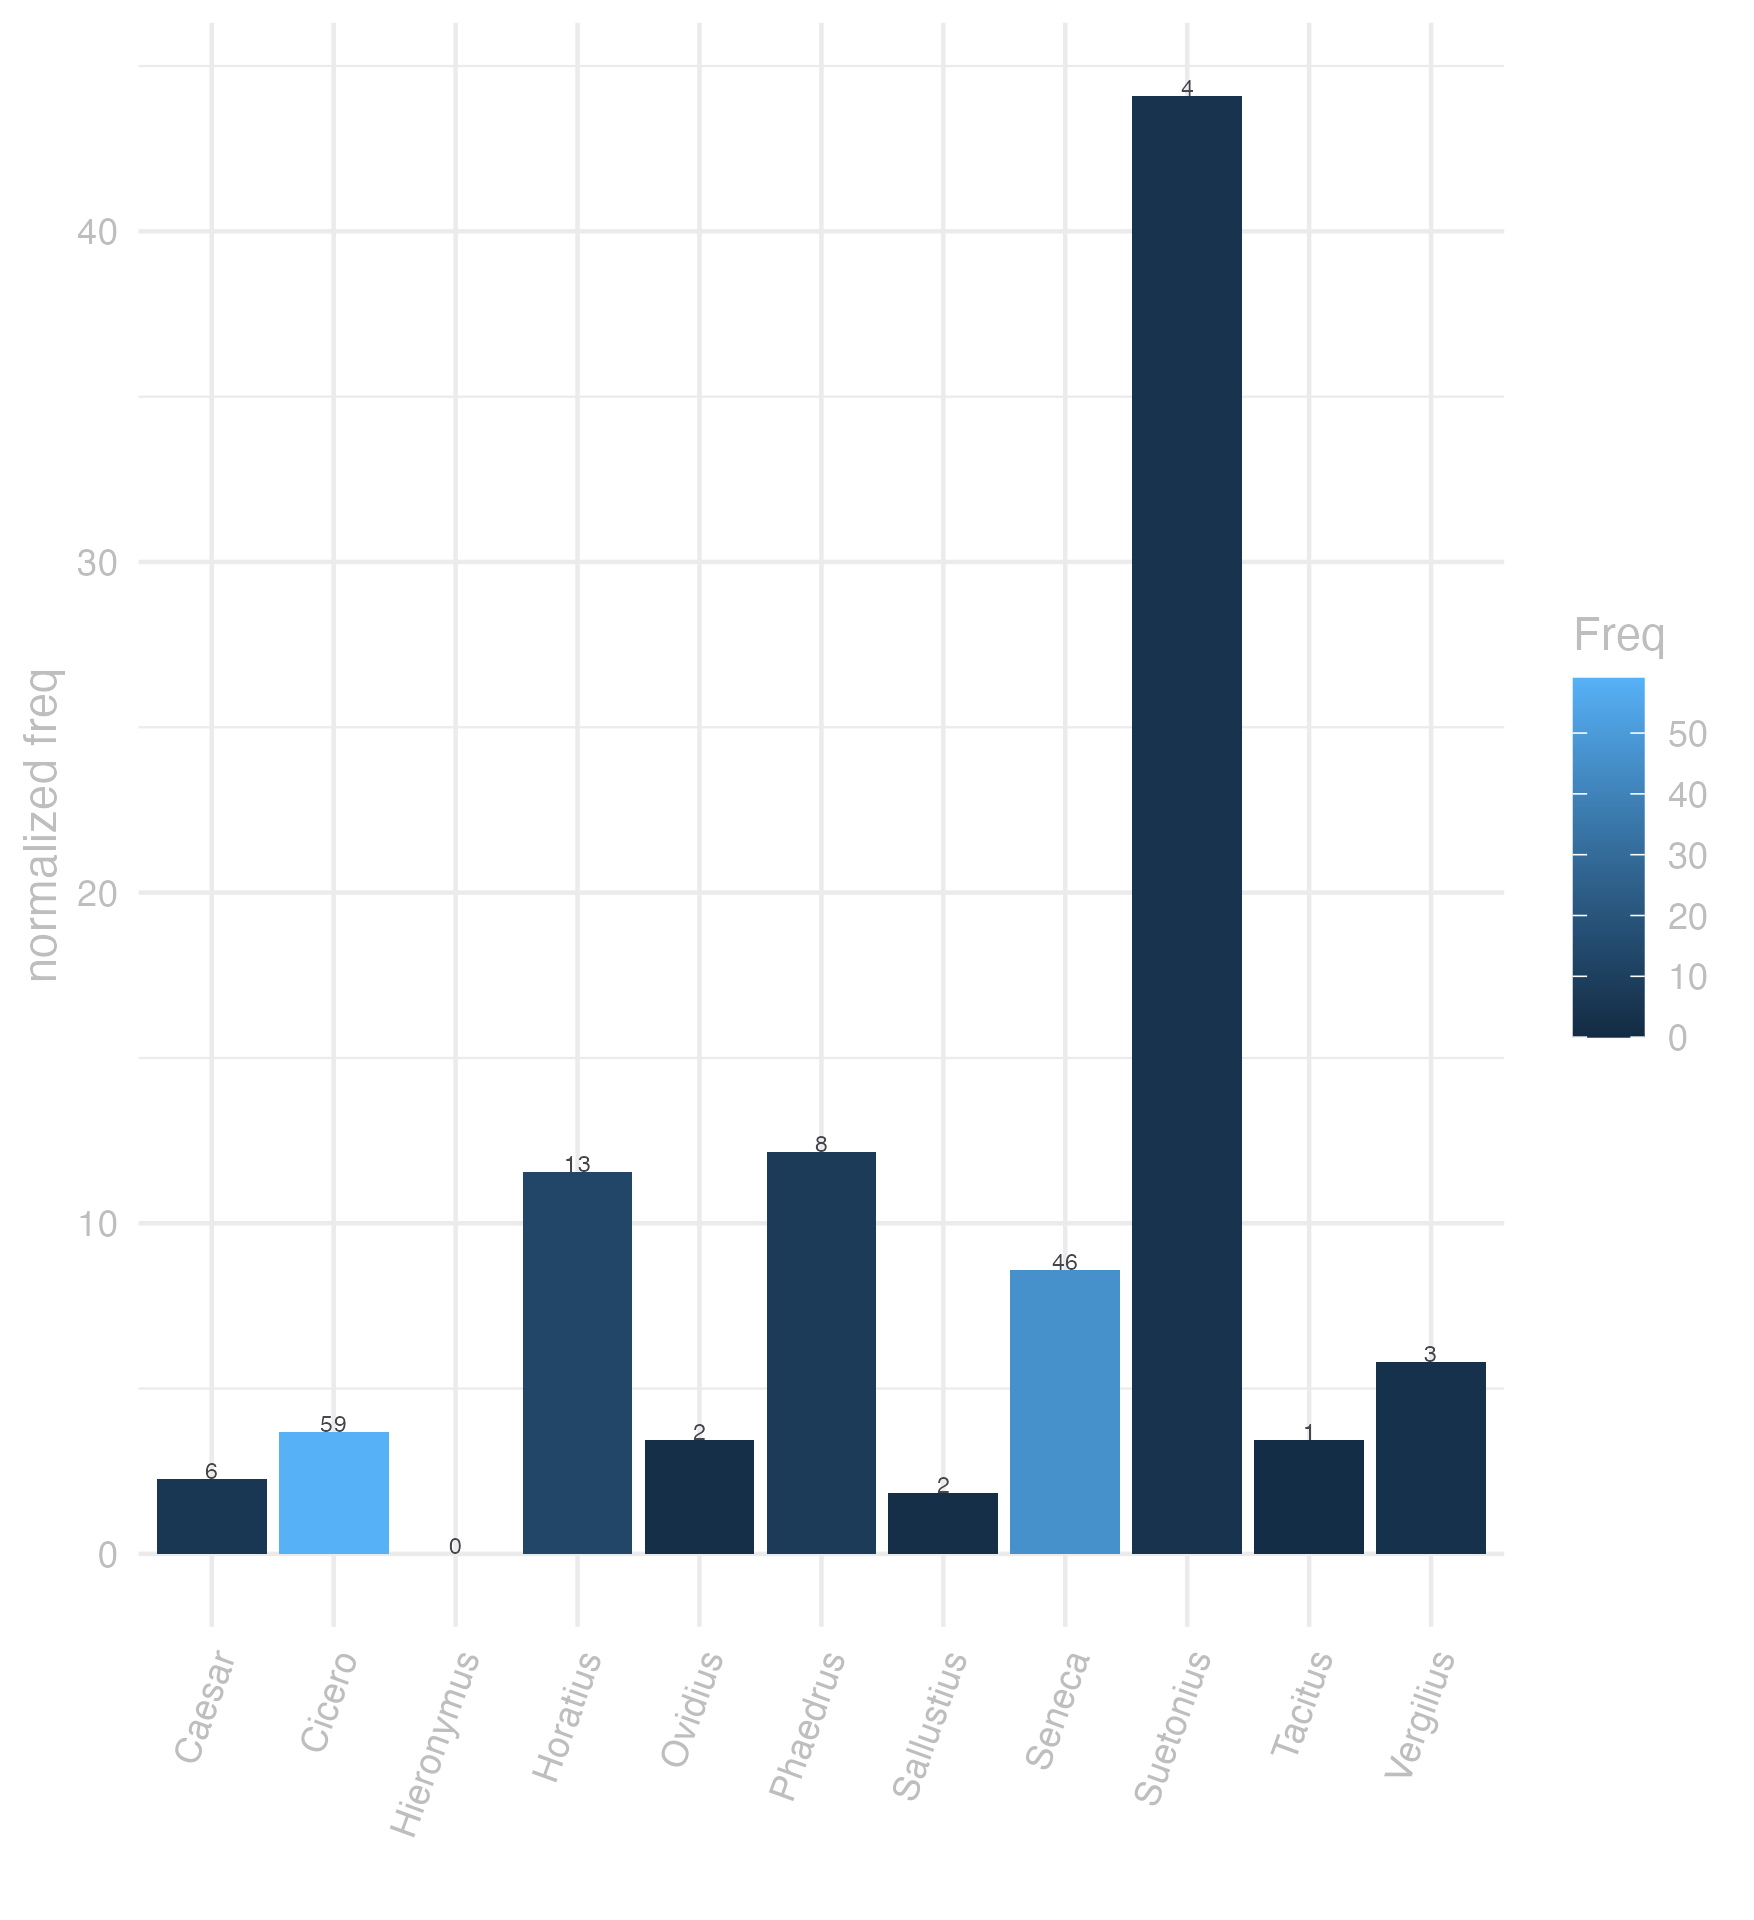 normalized freq
40
30
20
10
0
6
59
0
13
2
8
2
46
4
1
3
Caesar
Cicero
Hieronymus
Horatius
Ovidius
Phaedrus
Sallustius
Seneca
Suetonius
Tacitus
Vergilius
Freq
50
40
30
20
10
0